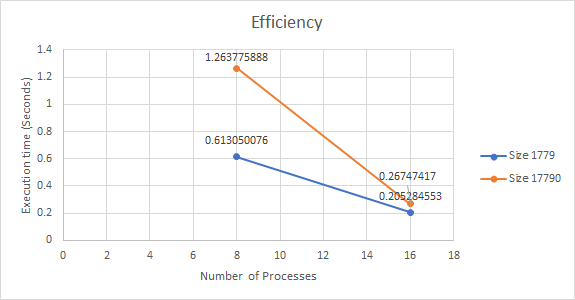 Efficiency
Execution time (Seconds)
1.4
1.2
1
0.8
0.6
0.4
0.2
0
1.263775888
0.613050076
0.26747417
0.205284553
0 2 4 6 8 10 12 14 16 18
Number of Processes
Size 1779
Size 17790